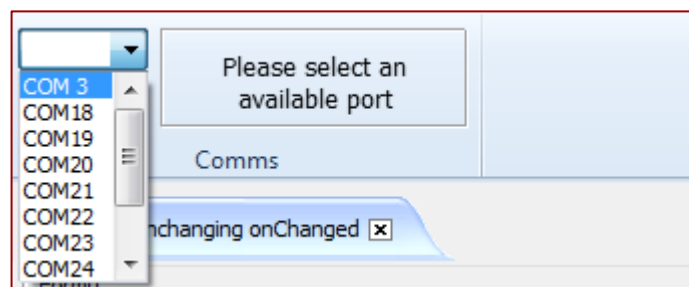 COM 3
COM18
COM19
COM20
COM21
COM22
COM23
COM24
Please select an
available port
Comms
nchanging onChanged